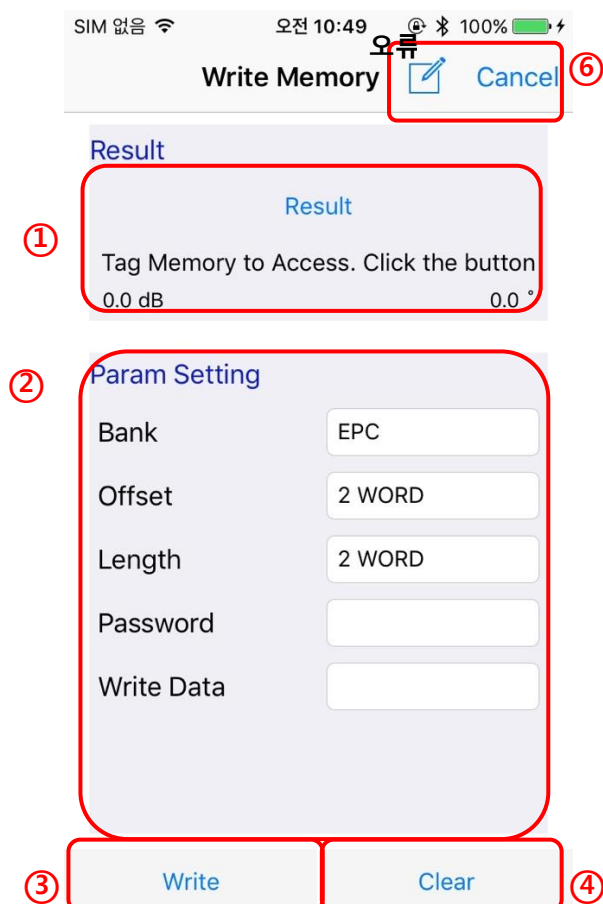 SIM 없음 오전 10:49 100%
오류
Write Memory Cancel ⑥
Result
① Result
Tag Memory to Access. Click the button
0.0 dB 0.0 °
② Param Setting
Bank EPC
Offset 2 WORD
Length 2 WORD
Password
Write Data
③ Write Clear ④